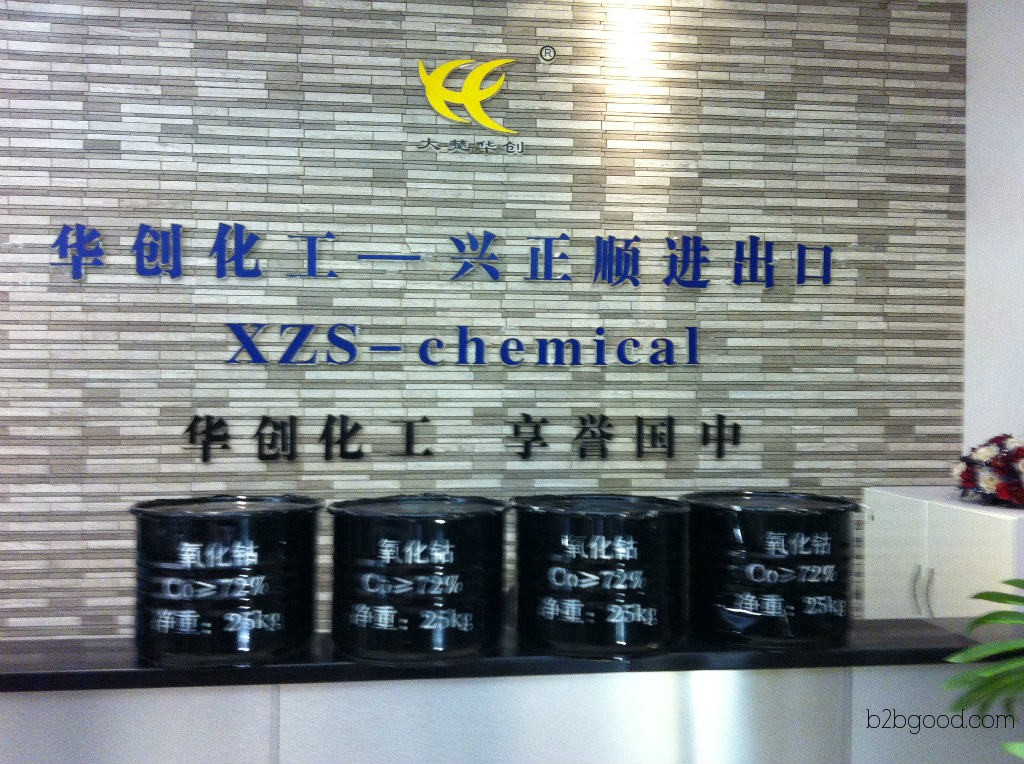 ®
大楚华创
华创化工—兴正顺进出口
XZS-chemical
华创化工 享誉国中
氧化钴
Co≥72%
净重：25kg
氧化钴
Co≥72%
净重：25kg
氧化钴
Co≥72%
净重：25kg
氧化钴
Co≥72%
净重：25kg
b2bgood.com